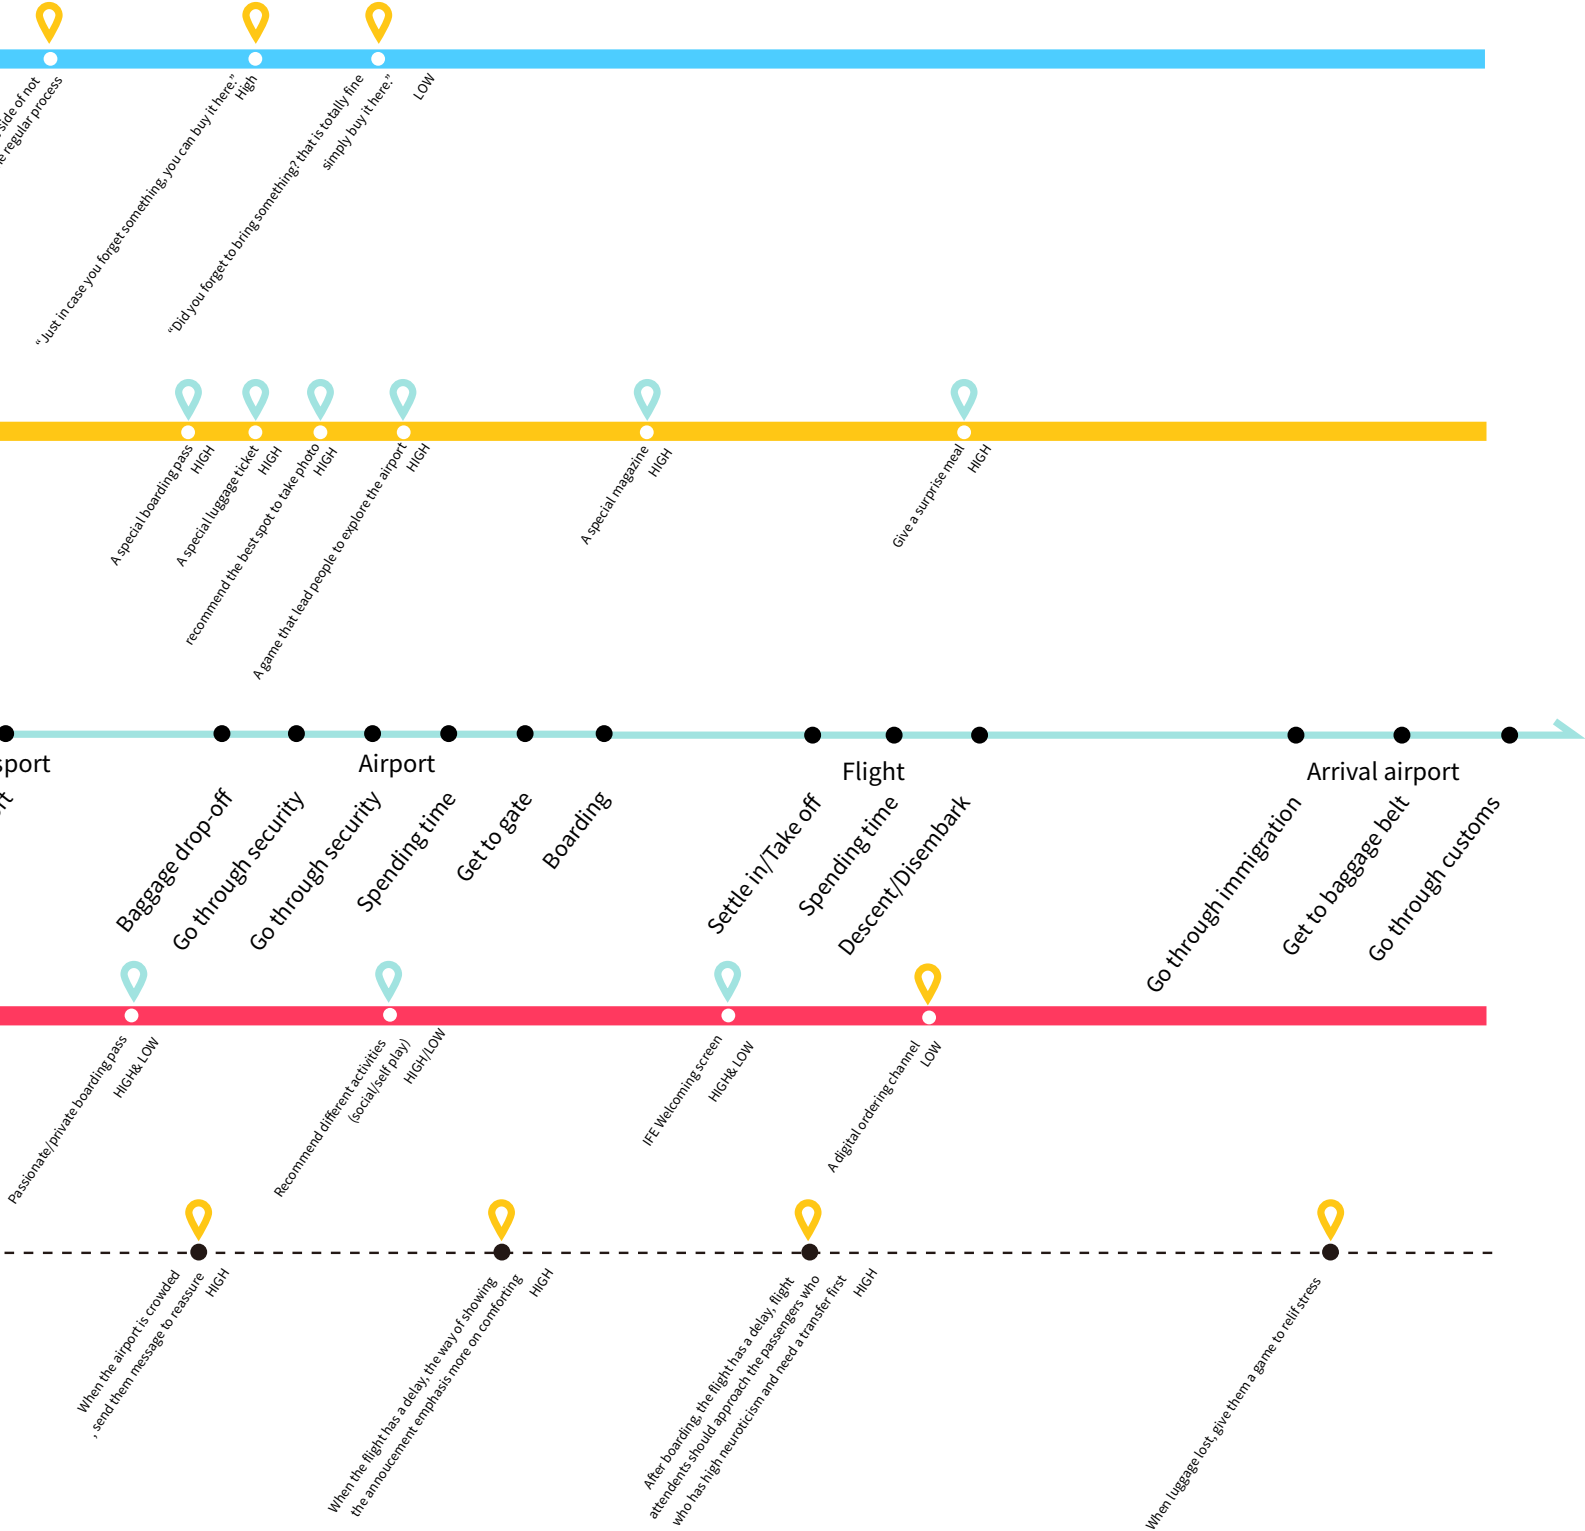 side of not
regular process
“Just in case you forget something, you can buy it here.”
High
“Did you forget to bring something? that is totally fine
simply buy it here.”
LOW
A special boarding pass
HIGH
A special luggage ticket
HIGH
recommend the best spot to take photo
HIGH
A game that lead people to explore the airport
HIGH
A special magazine
HIGH
Give a surprise meal
HIGH
sport
Airport
Flight
Arrival airport
Baggage drop-off
Go through security
Go through security
Spending time
Get to gate
Boarding
Settle in/Take off
Spending time
Descent/Disembark
Go through immigration
Get to baggage belt
Go through customs
Passionate/private boarding pass
HIGH& LOW
Recommend different activities
(social/self play)
HIGH/LOW
IFE Welcoming screen
HIGH& LOW
A digital ordering channel
LOW
When the airport is crowded
, send them message to reassure
HIGH
When the flight has a delay, the way of showing
the annoucement emphasis more on comforting
HIGH
After boarding, the flight has a delay, flight
attendents should approach the passengers who
who has high neuroticism and need a transfer first
HIGH
When luggage lost, give them a game to relif stress